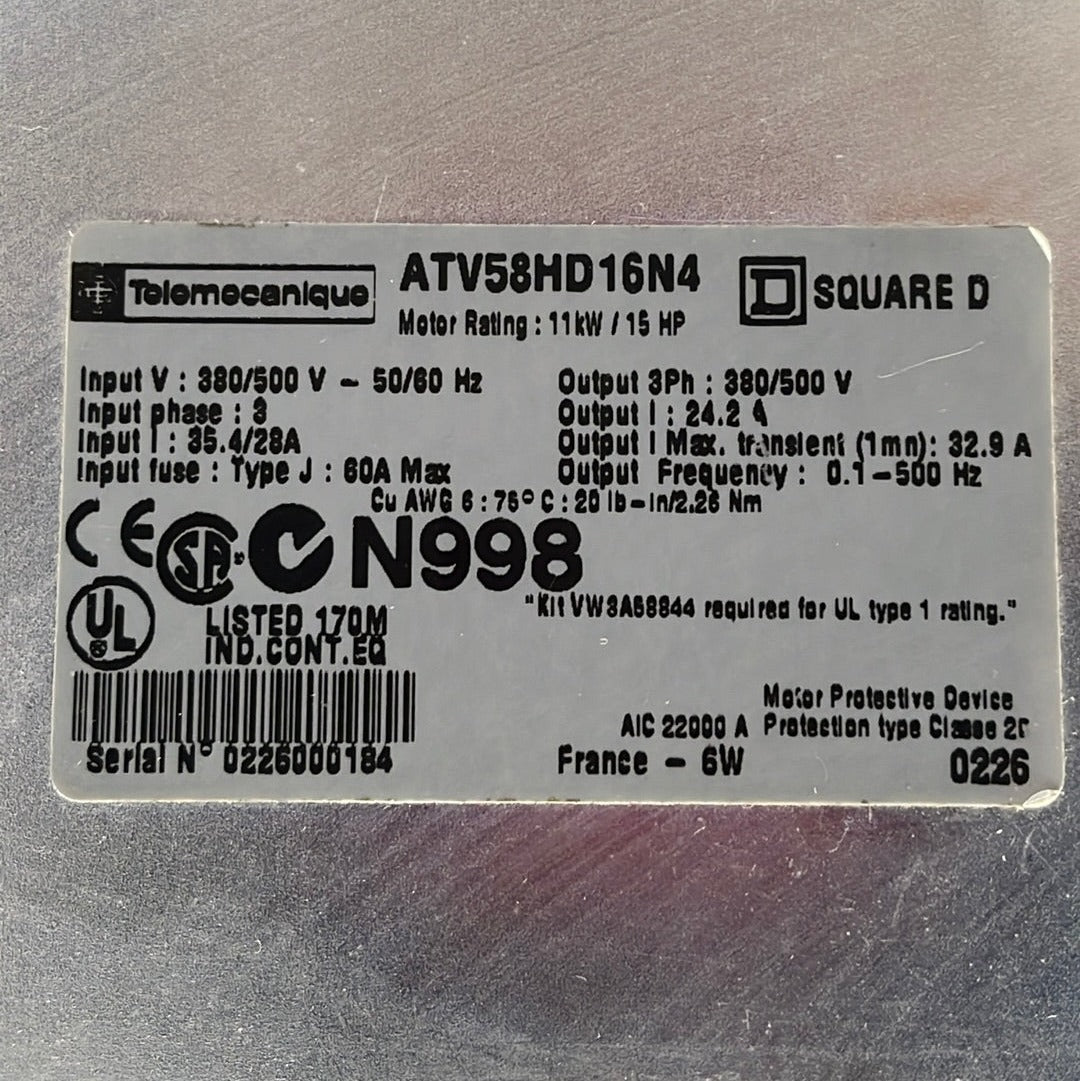 Telemecanique ATV58HD16N4 SQUARE D
Motor Rating : 11kW / 15 HP
Input V : 380/500 V - 50/60 Hz
Output 3Ph : 380/500 V
Input phase : 3
Output I : 24.2 A
Input I : 35.4/28A
Output I Max. transient (1mn): 32.9 A
Input fuse : Type J : 60A Max
Output Frequency : 0.1-500 Hz
Cu AWG 6 : 75° C : 20 lb-in/2.26 Nm
CE SA N998
"Kit VW3A58844 required for UL type 1 rating."
UL LISTED 170M
IND.CONT.EQ
Motor Protective Device
AIC 22000 A Protection type Classe
Serial N° 0226000184
France - 6W
0226